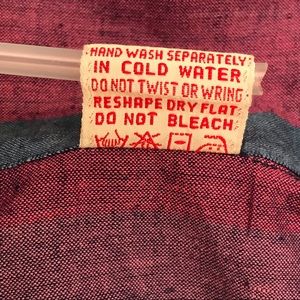 HAND WASH SEPARATELY
IN COLD WATER
DO NOT TWIST OR WRING
RESHAPE DRY FLAT
DO NOT BLEACH